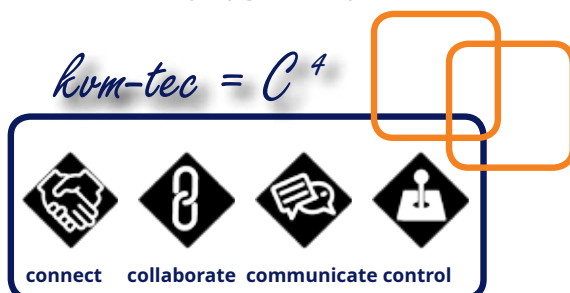 kvm-tec = C⁴
connect collaborate communicate control